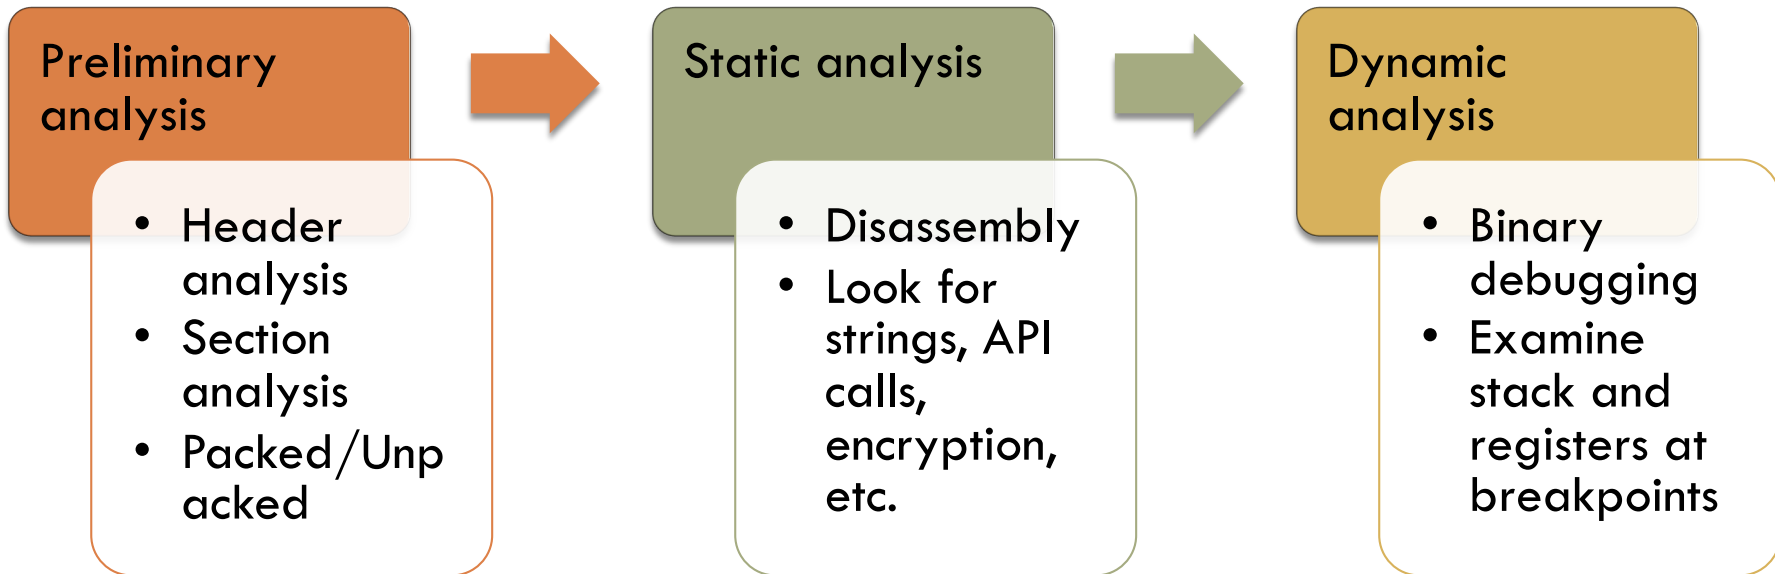 Preliminary
analysis
• Header
analysis
• Section
analysis
• Packed/Unp
acked
Static analysis
• Disassembly
• Look for
strings, API
calls,
encryption,
etc.
Dynamic
analysis
• Binary
debugging
• Examine
stack and
registers at
breakpoints